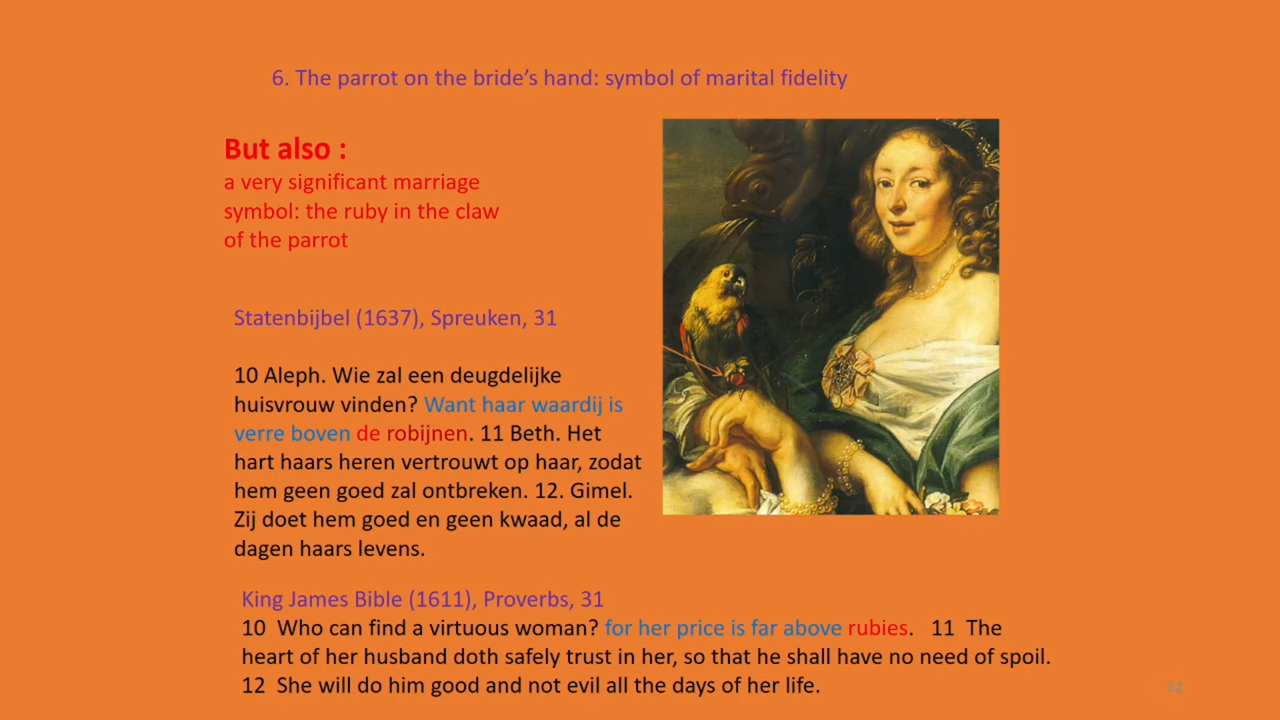 6. The parrot on the bride’s hand: symbol of marital fidelity
But also :
a very significant marriage
symbol: the ruby in the claw
of the parrot
Statenbijbel (1637), Spreuken, 31
10 Aleph. Wie zal een deugdelijke
huisvrouw vinden? Want haar waardij is
verre boven de robijnen. 11 Beth. Het
hart haars heren vertrouwt op haar, zodat
hem geen goed zal ontbreken. 12. Gimel.
Zij doet hem goed en geen kwaad, al de
dagen haars levens.
King James Bible (1611), Proverbs, 31
10 Who can find a virtuous woman? for her price is far above rubies. 11 The
heart of her husband doth safely trust in her, so that he shall have no need of spoil.
12 She will do him good and not evil all the days of her life.